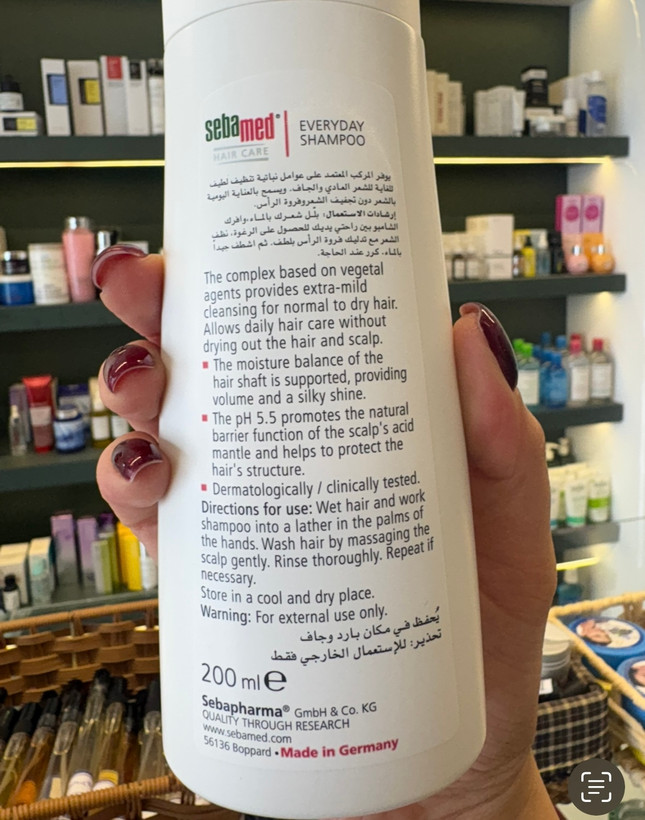 sebamed®
HAIR CARE
EVERYDAY
SHAMPOO
يوفر المركب المعتمد على عوامل نباتية تنظيف لطيف
للغاية للشعر العادي والجاف. ويسمح بالعناية اليومية
بالشعر دون تجفيف الشعروفروة الرأس.
إرشادات الاستعمال: بلّل شعرك بالماء،وافرك
الشامبو بين راحتي يديك للحصول على الرغوة. نظف
الشعر مع تدليك فروة الرأس بلطف. ثم اشطف جيداً
بالماء. كرر عند الحاجة.
The complex based on vegetal
agents provides extra-mild
cleansing for normal to dry hair.
Allows daily hair care without
drying out the hair and scalp.
▪ The moisture balance of the
hair shaft is supported, providing
volume and a silky shine.
▪ The pH 5.5 promotes the natural
barrier function of the scalp's acid
mantle and helps to protect the
hair's structure.
▪ Dermatologically / clinically tested.
Directions for use: Wet hair and work
shampoo into a lather in the palms of
the hands. Wash hair by massaging the
scalp gently. Rinse thoroughly. Repeat if
necessary.
Store in a cool and dry place.
Warning: For external use only.
يُحفظ في مكان بارد وجاف
تحذير: للإستعمال الخارجي فقط
200 ml e
Sebapharma® GmbH & Co. KG
QUALITY THROUGH RESEARCH
www.sebamed.com
56136 Boppard • Made in Germany